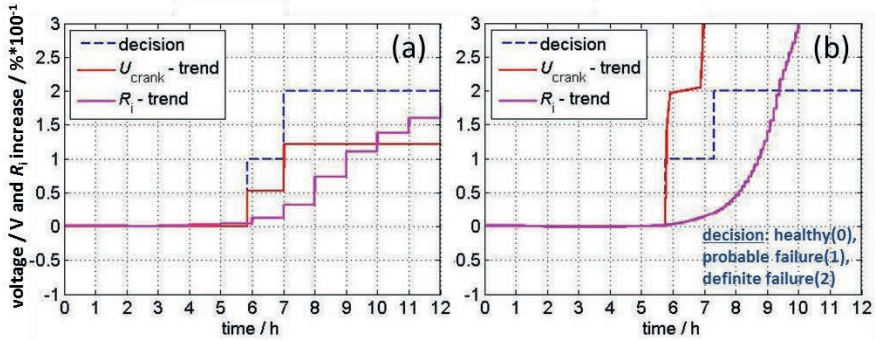 voltage / V and Ri increase / %*100-1
3
2.5
2
1.5
1
0.5
0
-0.5
-1
decision
Ucrank - trend
Ri - trend
(a)
0 1 2 3 4 5 6 7 8 9 10 11 12
time / h
3
2.5
2
1.5
1
0.5
0
-0.5
-1
decision
Ucrank - trend
Ri - trend
(b)
decision: healthy(0),
probable failure(1),
definite failure(2)
0 1 2 3 4 5 6 7 8 9 10 11 12
time / h